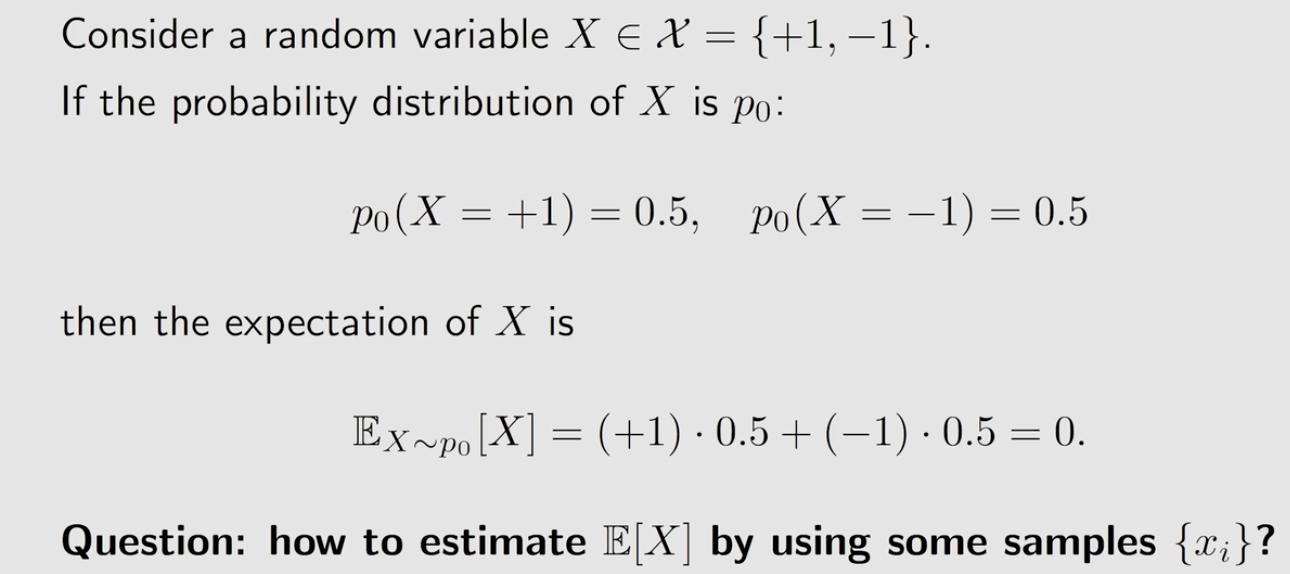 Consider a random variable X ∈ 𝒳 = {+1, −1}.
If the probability distribution of X is p₀:
p₀(X = +1) = 0.5, p₀(X = −1) = 0.5
then the expectation of X is
𝔼_{X∼p₀}[X] = (+1) · 0.5 + (−1) · 0.5 = 0.
Question: how to estimate 𝔼[X] by using some samples {xᵢ}?